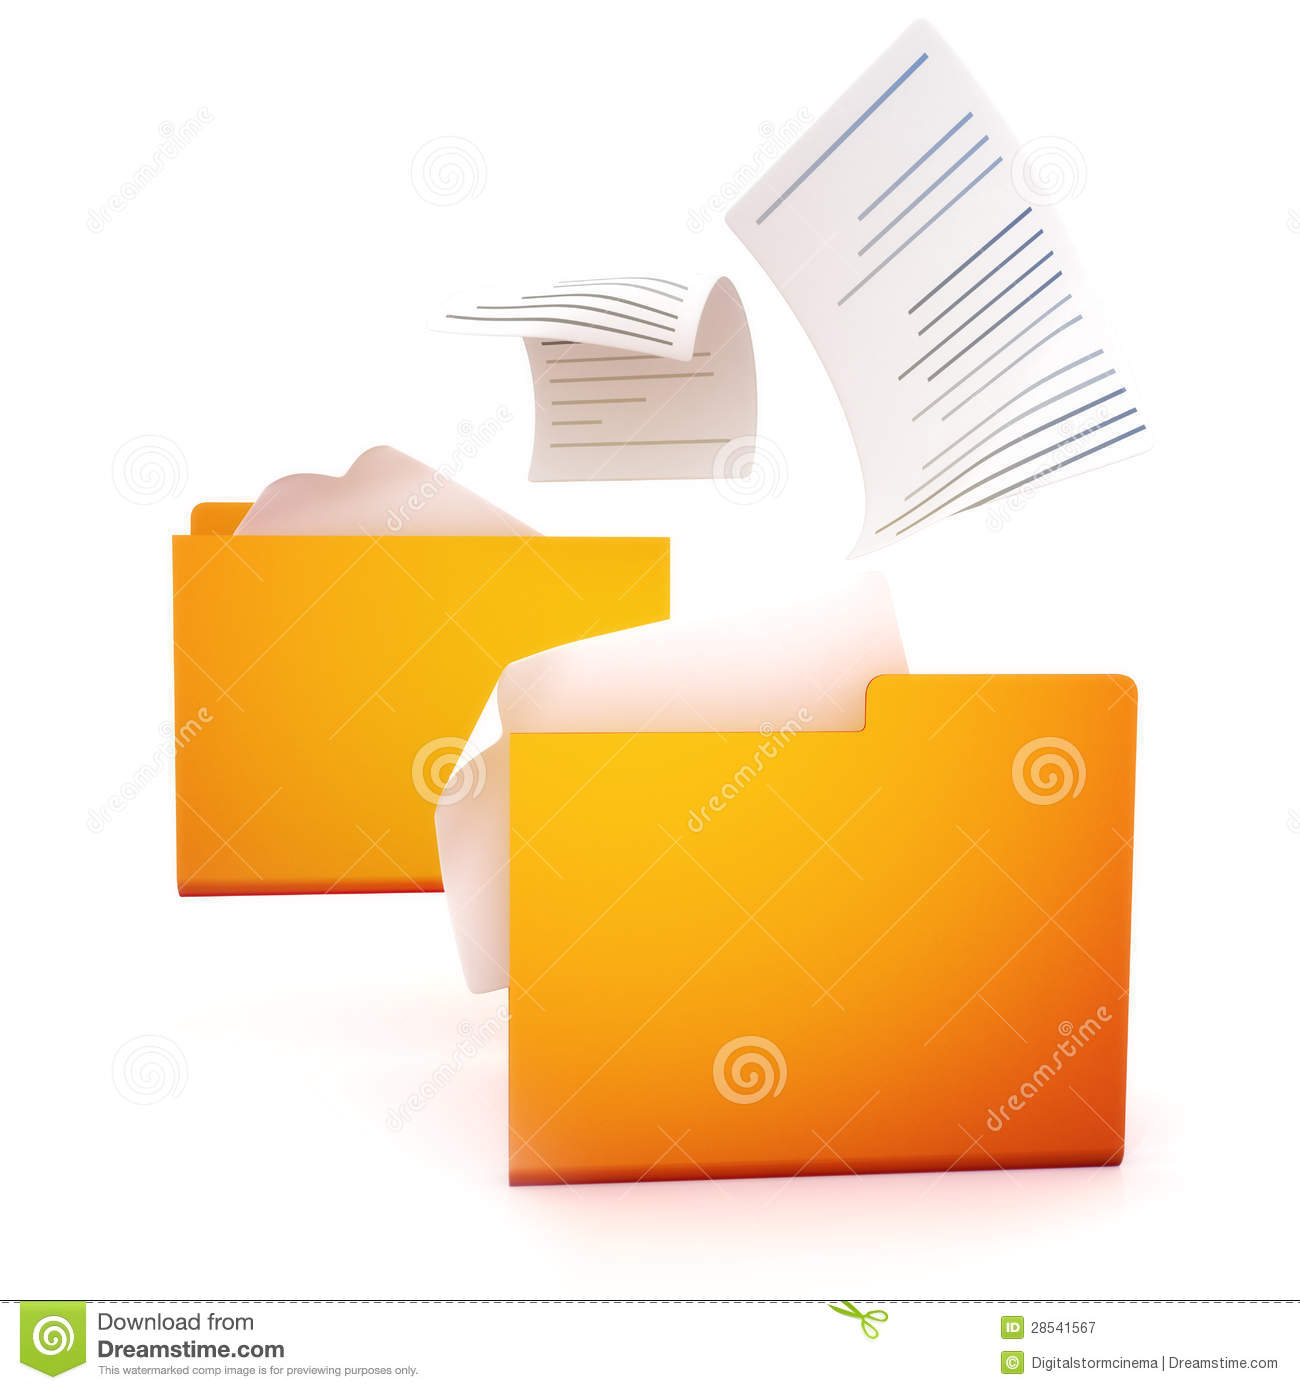 Download from
Dreamstime.com
This watermarked comp image is for previewing purposes only.
ID 28541567
© Digitalstormcinema | Dreamstime.com
dreamstime
dreamstime
dreamstime
dreamstime
dreamstime
dreamstime
dreamstime